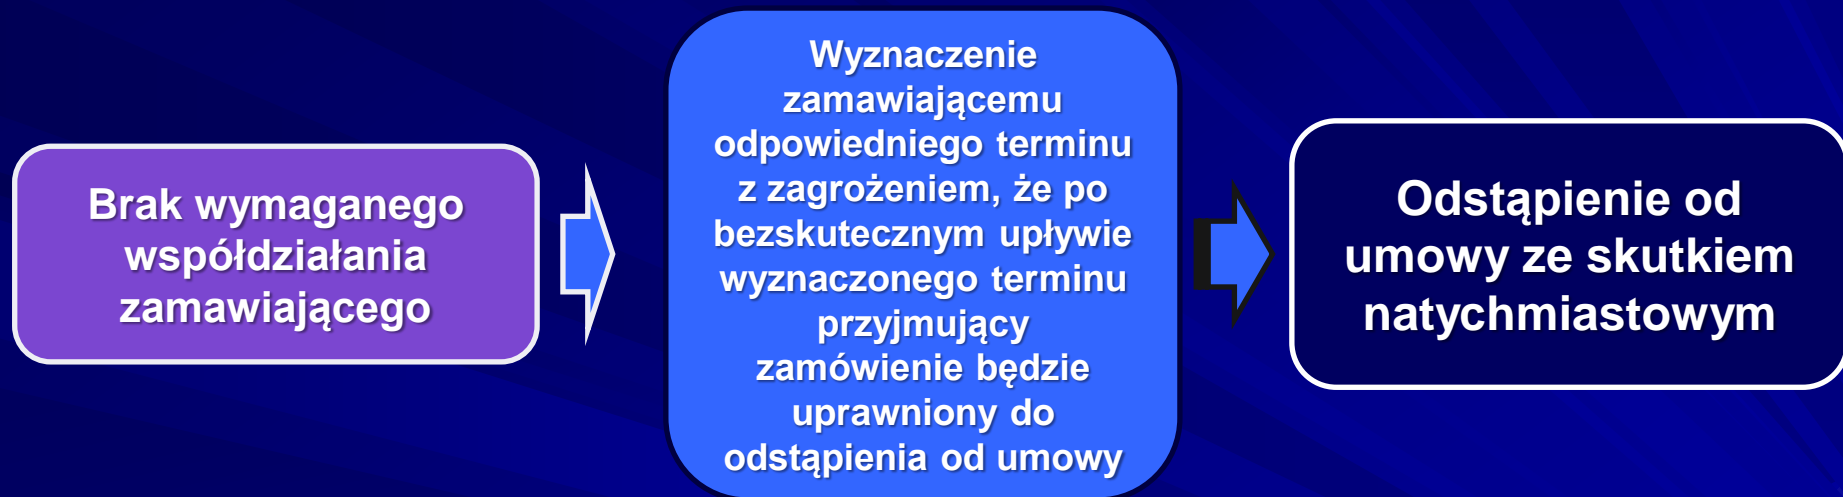 Brak wymaganego
współdziałania
zamawiającego
Wyznaczenie
zamawiającemu
odpowiedniego terminu
z zagrożeniem, że po
bezskutecznym upływie
wyznaczonego terminu
przyjmujący
zamówienie będzie
uprawniony do
odstąpienia od umowy
Odstąpienie od
umowy ze skutkiem
natychmiastowym